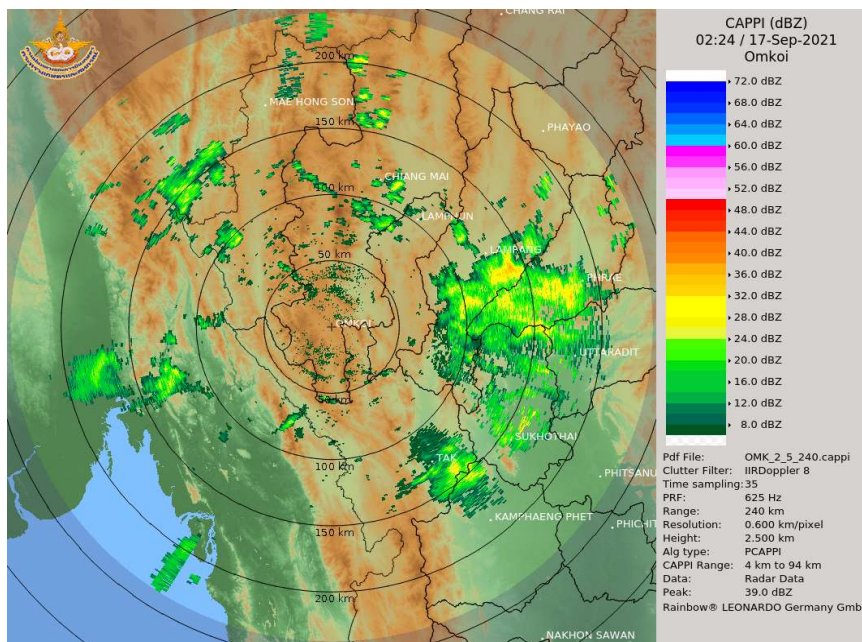 CHANG RAI
200 km
MAE HONG SON
150 km
PHAYAO
CHIANG MAI
100 km
LAMPHUN
50 km
LAMPANG
PHRAE
OMKOI
UTTARADIT
50 km
SUKHOTHAI
TAK
100 km
PHITSANU
KAMPHAENG PHET
PHICHIT
150 km
200 km
NAKHON SAWAN
CAPPI (dBZ)
02:24 / 17-Sep-2021
Omkoi
72.0 dBZ
68.0 dBZ
64.0 dBZ
60.0 dBZ
56.0 dBZ
52.0 dBZ
48.0 dBZ
44.0 dBZ
40.0 dBZ
36.0 dBZ
32.0 dBZ
28.0 dBZ
24.0 dBZ
20.0 dBZ
16.0 dBZ
12.0 dBZ
8.0 dBZ
Pdf File: OMK_2_5_240.cappi
Clutter Filter: IIRDoppler 8
Time sampling: 35
PRF: 625 Hz
Range: 240 km
Resolution: 0.600 km/pixel
Height: 2.500 km
Alg type: PCAPPI
CAPPI Range: 4 km to 94 km
Data: Radar Data
Peak: 39.0 dBZ
Rainbow® LEONARDO Germany Gmb